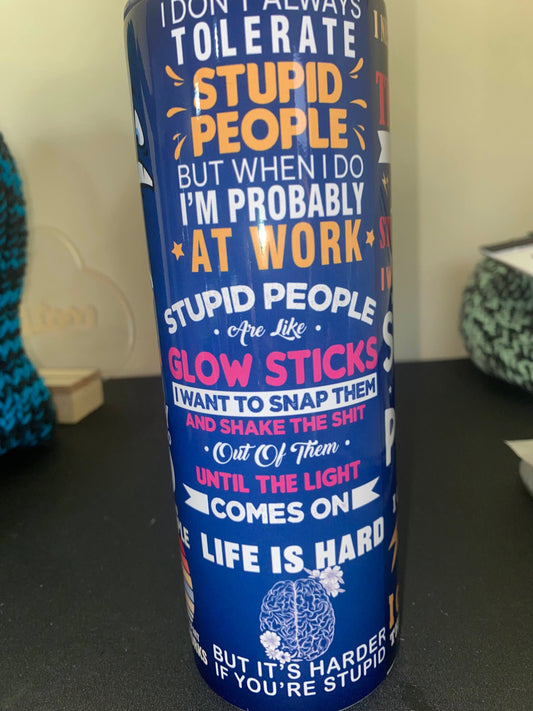 I DON'T ALWAYS
TOLERATE
STUPID
PEOPLE
BUT WHEN I DO
I'M PROBABLY
AT WORK
STUPID PEOPLE
Are Like
GLOW STICKS
I WANT TO SNAP THEM
AND SHAKE THE SHIT
Out Of Them
UNTIL THE LIGHT
COMES ON
LIFE IS HARD
BUT IT'S HARDER
IF YOU'RE STUPID